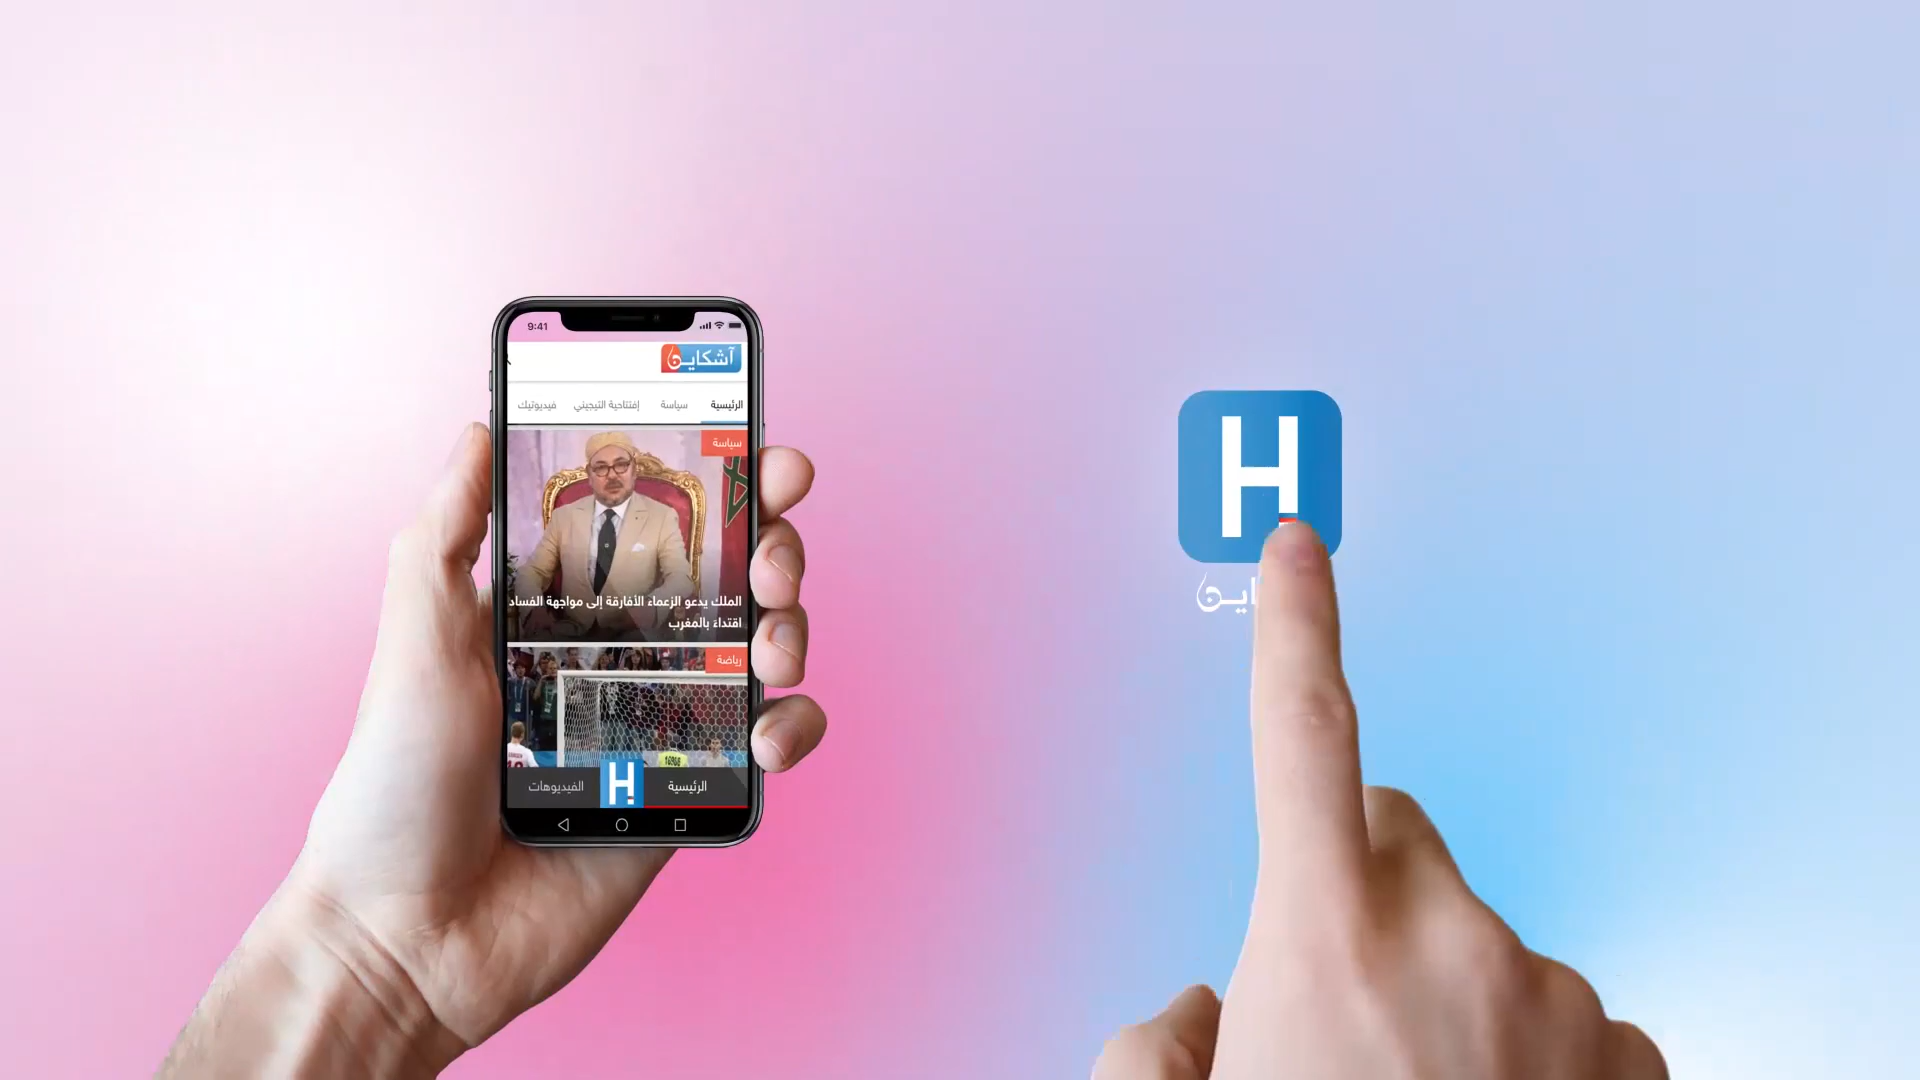 9:41
آشكاين
الرئيسية سياسة إفتتاحية التيجيني فيديوتيك
سياسة
الملك يدعو الزعماء الأفارقة إلى مواجهة الفساد
اقتداءً بالمغرب
رياضة
الرئيسية H الفيديوهات
H